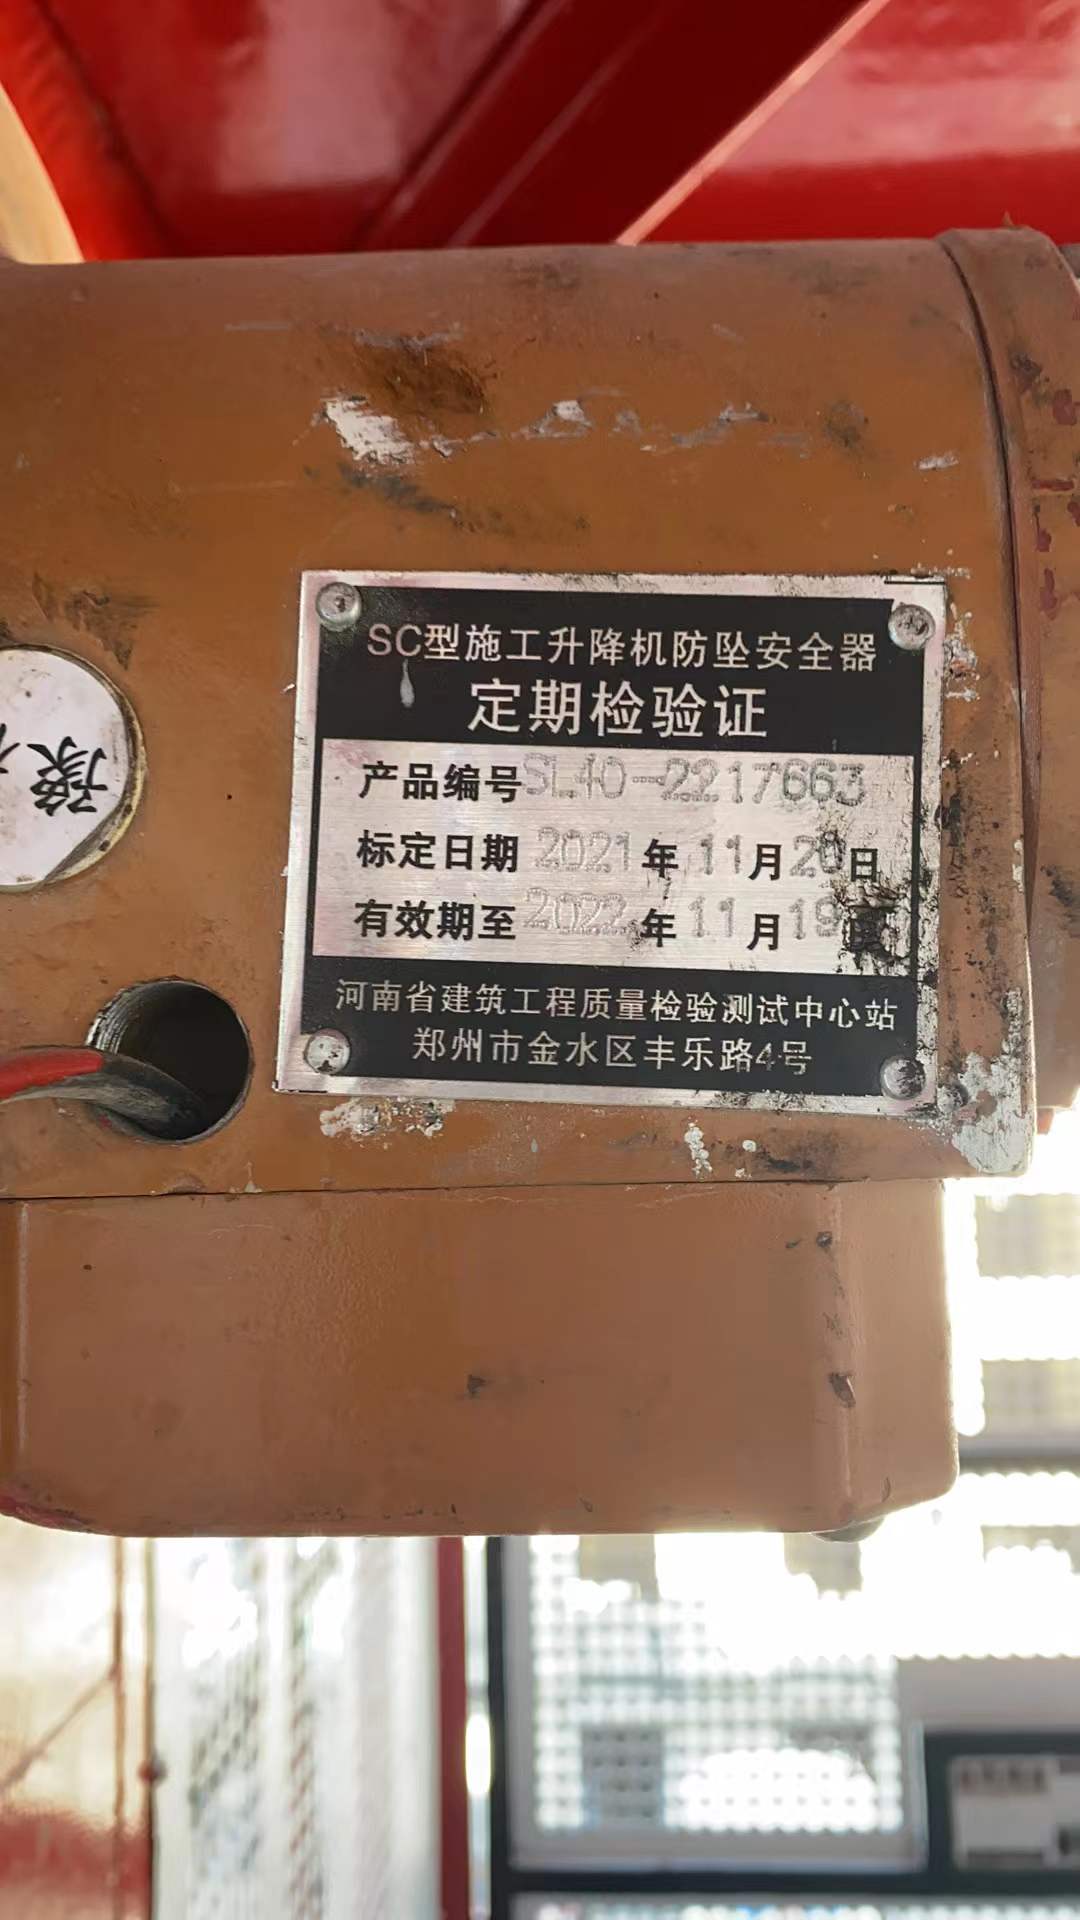 SC型施工升降机防坠安全器
定期检验证
产品编号SL40-2217663
标定日期 2021年 11月20日
有效期至 2022年 11月19日
河南省建筑工程质量检验测试中心站
郑州市金水区丰乐路4号
豫